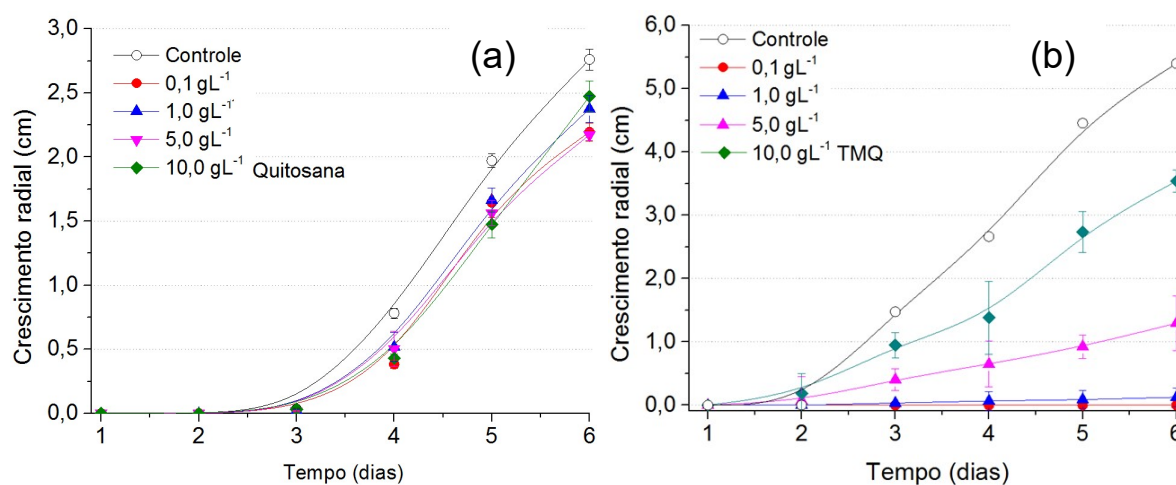 (a)
Crescimento radial (cm)
3,0
2,5
2,0
1,5
1,0
0,5
0,0
Controle
0,1 gL⁻¹
1,0 gL⁻¹
5,0 gL⁻¹
10,0 gL⁻¹ Quitosana
1 2 3 4 5 6
Tempo (dias)
(b)
Crescimento radial (cm)
6,0
5,0
4,0
3,0
2,0
1,0
0,0
Controle
0,1 gL⁻¹
1,0 gL⁻¹
5,0 gL⁻¹
10,0 gL⁻¹ TMQ
1 2 3 4 5 6
Tempo (dias)